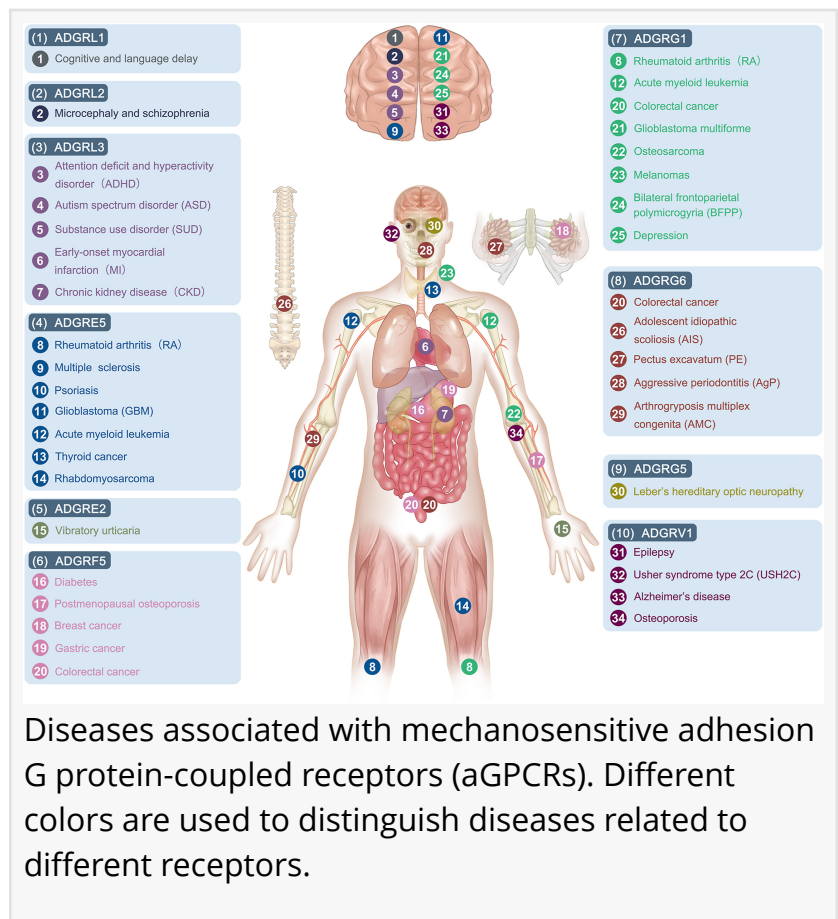 (1) ADGRL1
1 Cognitive and language delay
(2) ADGRL2
2 Microcephaly and schizophrenia
(3) ADGRL3
3 Attention deficit and hyperactivity
disorder（ADHD）
4 Autism spectrum disorder (ASD)
5 Substance use disorder (SUD)
6 Early-onset myocardial
infarction（MI）
7 Chronic kidney disease（CKD）
(4) ADGRE5
8 Rheumatoid arthritis（RA）
9 Multiple sclerosis
10 Psoriasis
11 Glioblastoma (GBM)
12 Acute myeloid leukemia
13 Thyroid cancer
14 Rhabdomyosarcoma
(5) ADGRE2
15 Vibratory urticaria
(6) ADGRF5
16 Diabetes
17 Postmenopausal osteoporosis
18 Breast cancer
19 Gastric cancer
20 Colorectal cancer
1 11
2 21
3 24
4 25
5 31
9 33
32 30
28
27 18
23
13
26
12 12
6
19
16 7
22
29 34
10 17
20 20
15
14
8 8
(7) ADGRG1
8 Rheumatoid arthritis（RA）
12 Acute myeloid leukemia
20 Colorectal cancer
21 Glioblastoma multiforme
22 Osteosarcoma
23 Melanomas
24 Bilateral frontoparietal
polymicrogyria (BFPP)
25 Depression
(8) ADGRG6
20 Colorectal cancer
26 Adolescent idiopathic
scoliosis (AIS)
27 Pectus excavatum (PE)
28 Aggressive periodontitis (AgP)
29 Arthrogryposis multiplex
congenita (AMC)
(9) ADGRG5
30 Leber's hereditary optic neuropathy
(10) ADGRV1
31 Epilepsy
32 Usher syndrome type 2C (USH2C)
33 Alzheimer's disease
34 Osteoporosis
Diseases associated with mechanosensitive adhesion
G protein-coupled receptors (aGPCRs). Different
colors are used to distinguish diseases related to
different receptors.